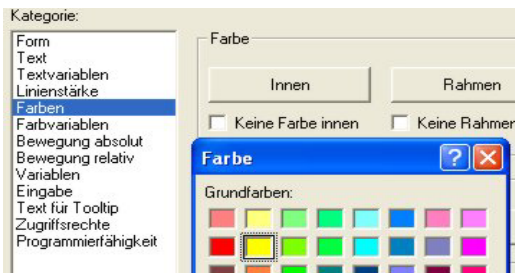 Kategorie:
Form
Text
Textvariablen
Linienstärke
Farben
Farbvariablen
Bewegung absolut
Bewegung relativ
Variablen
Eingabe
Text für Tooltip
Zugriffsrechte
Programmierfähigkeit
Farbe
Innen Rahmen
Keine Farbe innen Keine Rahmen
Farbe ?
Grundfarben: